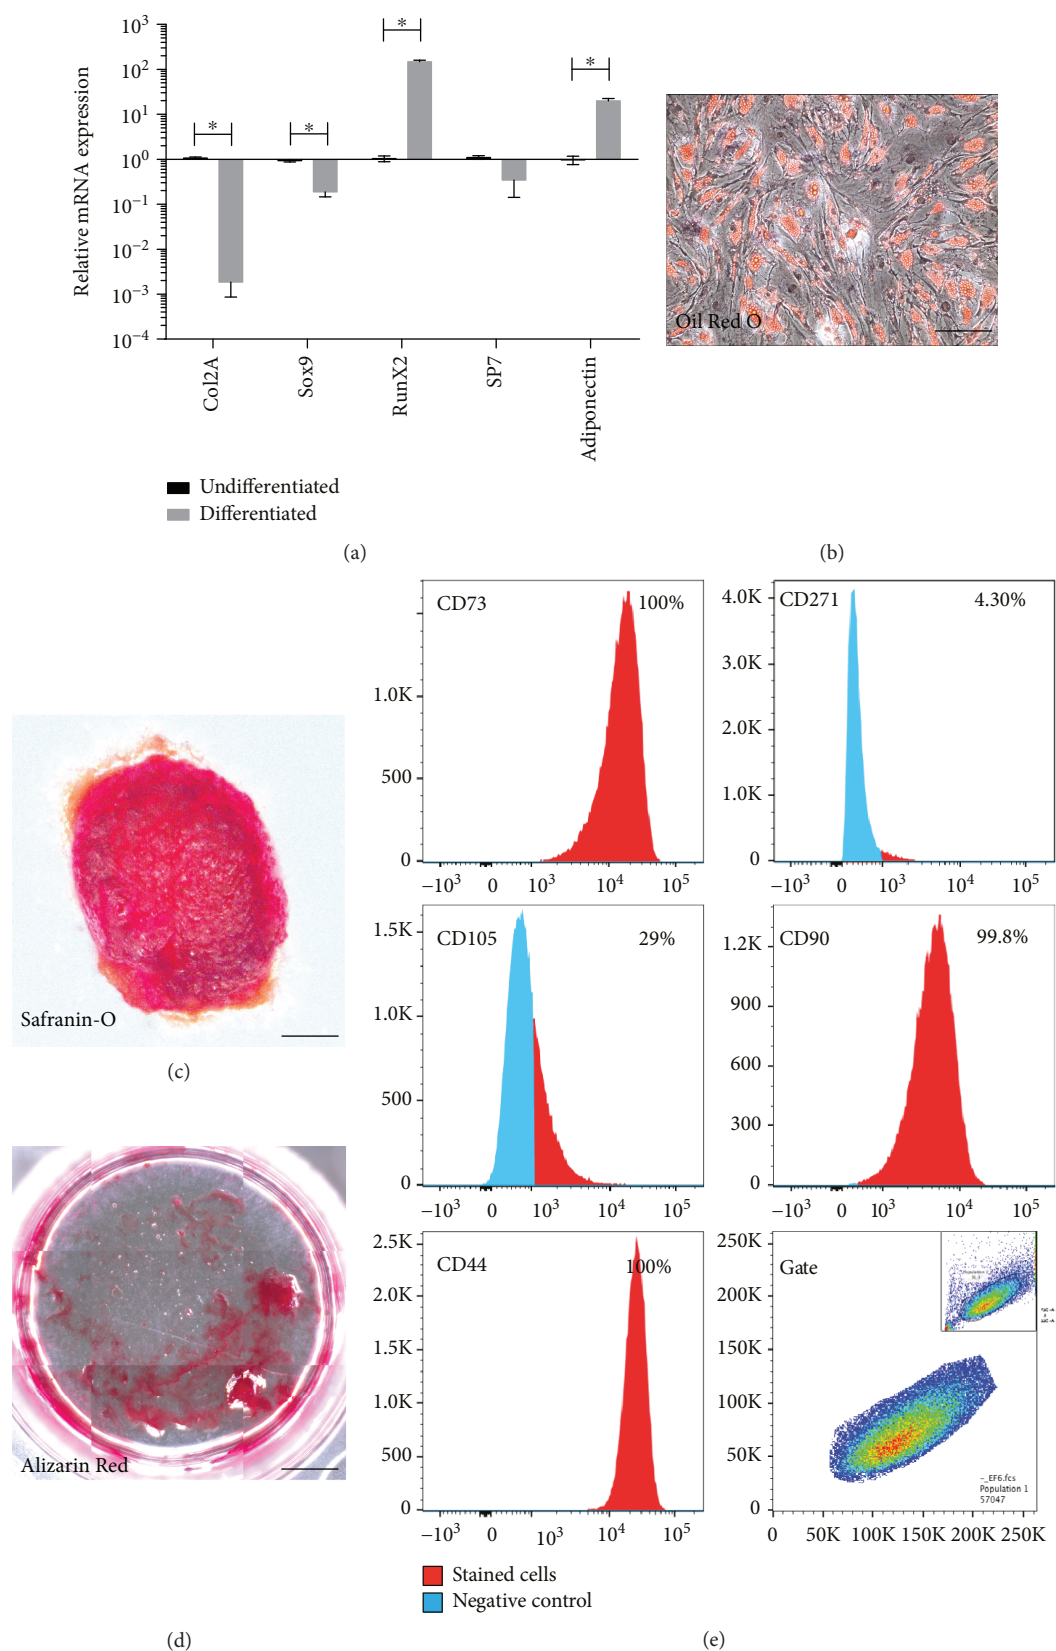 Relative mRNA expression
10³
10²
10¹
10⁰
10⁻¹
10⁻²
10⁻³
10⁻⁴
*
*
*
*
Col2A
Sox9
RunX2
SP7
Adiponectin
Undifferentiated
Differentiated
(a)
Oil Red O
(b)
Safranin-O
(c)
Alizarin Red
(d)
CD73
100%
1.0K
500
0
−10³ 0 10³ 10⁴ 10⁵
CD271
4.30%
4.0K
3.0K
2.0K
1.0K
0
−10³ 0 10³ 10⁴ 10⁵
CD105
29%
1.5K
1.0K
500
0
−10³ 0 10³ 10⁴ 10⁵
CD90
99.8%
1.2K
900
600
300
0
−10³ 0 10³ 10⁴ 10⁵
CD44
100%
2.5K
2.0K
1.0K
500
0
−10³ 0 10³ 10⁴ 10⁵
Gate
250K
200K
150K
100K
50K
0
Population 1
−_EF6.fcs
Population 1
57047
0 50K 100K 150K 200K 250K
Stained cells
Negative control
(e)